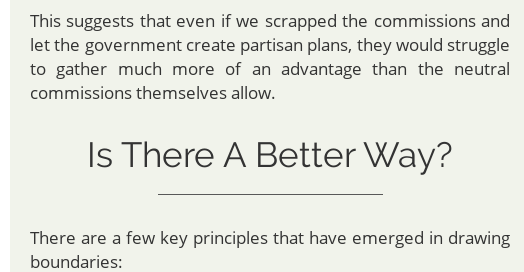 This suggests that even if we scrapped the commissions and
let the government create partisan plans, they would struggle
to gather much more of an advantage than the neutral
commissions themselves allow.
Is There A Better Way?
There are a few key principles that have emerged in drawing
boundaries: